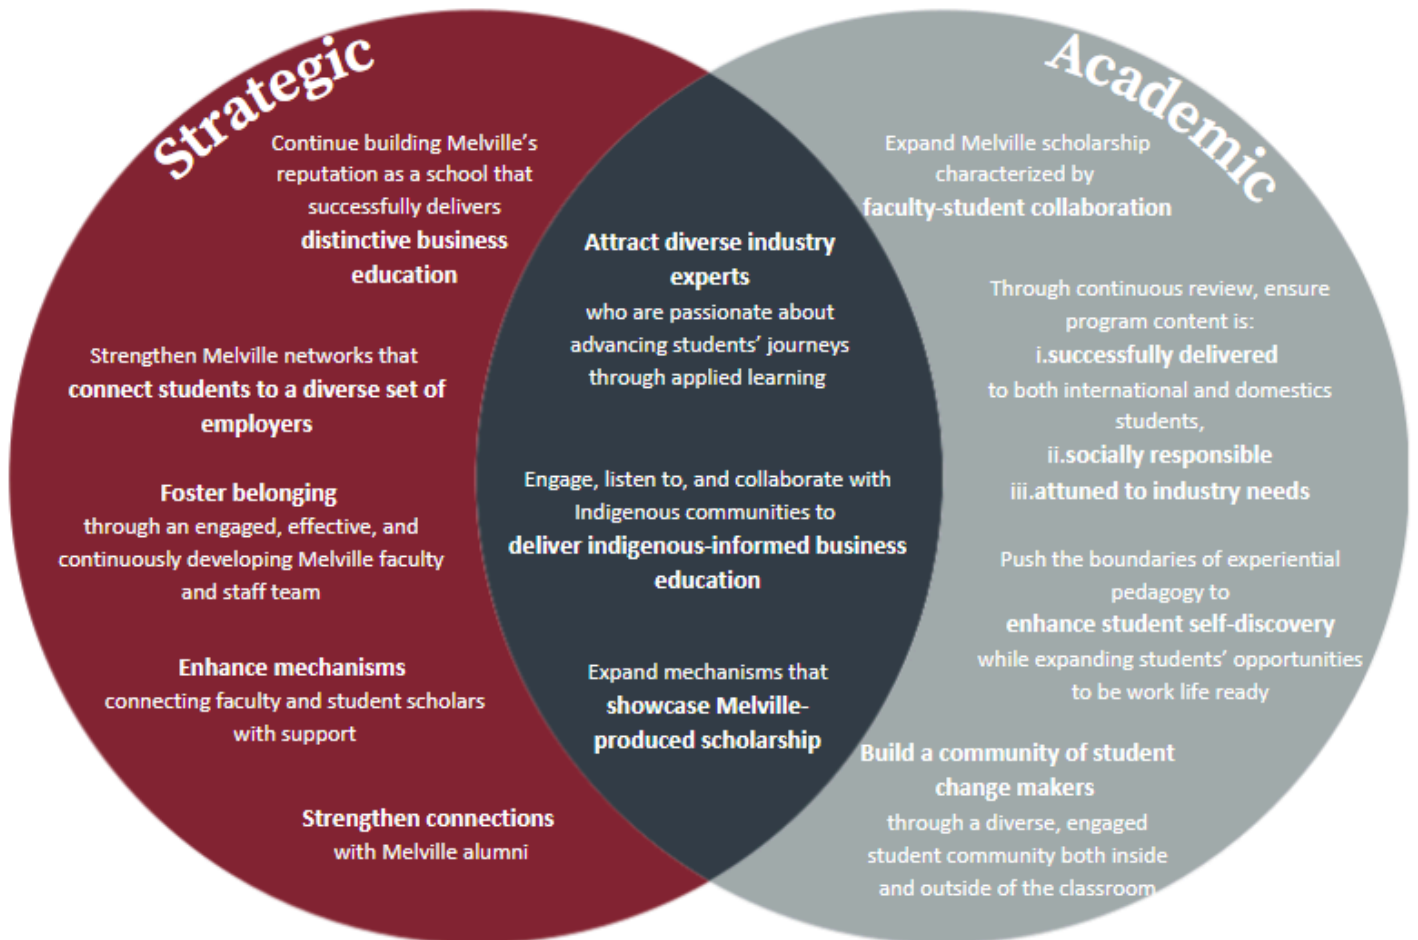 Strategic
Continue building Melville's
reputation as a school that
successfully delivers
distinctive business
education
Strengthen Melville networks that
connect students to a diverse set of
employers
Foster belonging
through an engaged, effective, and
continuously developing Melville faculty
and staff team
Enhance mechanisms
connecting faculty and student scholars
with support
Strengthen connections
with Melville alumni
Attract diverse industry
experts
who are passionate about
advancing students' journeys
through applied learning
Engage, listen to, and collaborate with
Indigenous communities to
deliver indigenous-informed business
education
Expand mechanisms that
showcase Melville-
produced scholarship
Academic
Expand Melville scholarship
characterized by
faculty-student collaboration
Through continuous review, ensure
program content is:
i.successfully delivered
to both international and domestics
students,
ii.socially responsible
iii.attuned to industry needs
Push the boundaries of experiential
pedagogy to
enhance student self-discovery
while expanding students' opportunities
to be work life ready
Build a community of student
change makers
through a diverse, engaged
student community both inside
and outside of the classroom